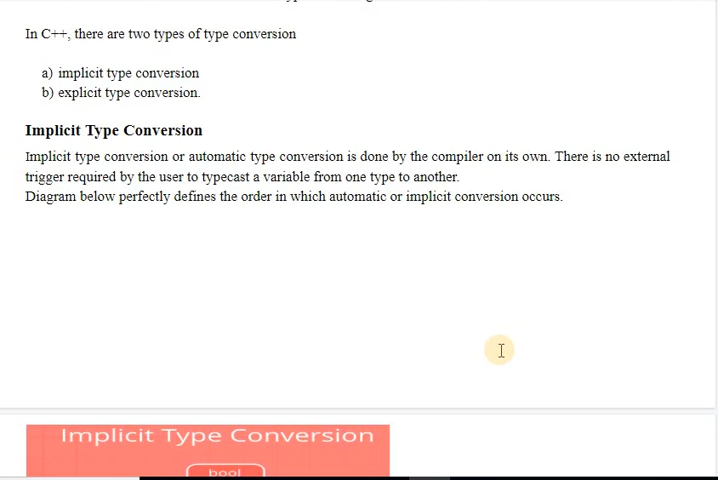 In C++, there are two types of type conversion
a) implicit type conversion
b) explicit type conversion.
Implicit Type Conversion
Implicit type conversion or automatic type conversion is done by the compiler on its own. There is no external
trigger required by the user to typecast a variable from one type to another.
Diagram below perfectly defines the order in which automatic or implicit conversion occurs.
Implicit Type Conversion
bool